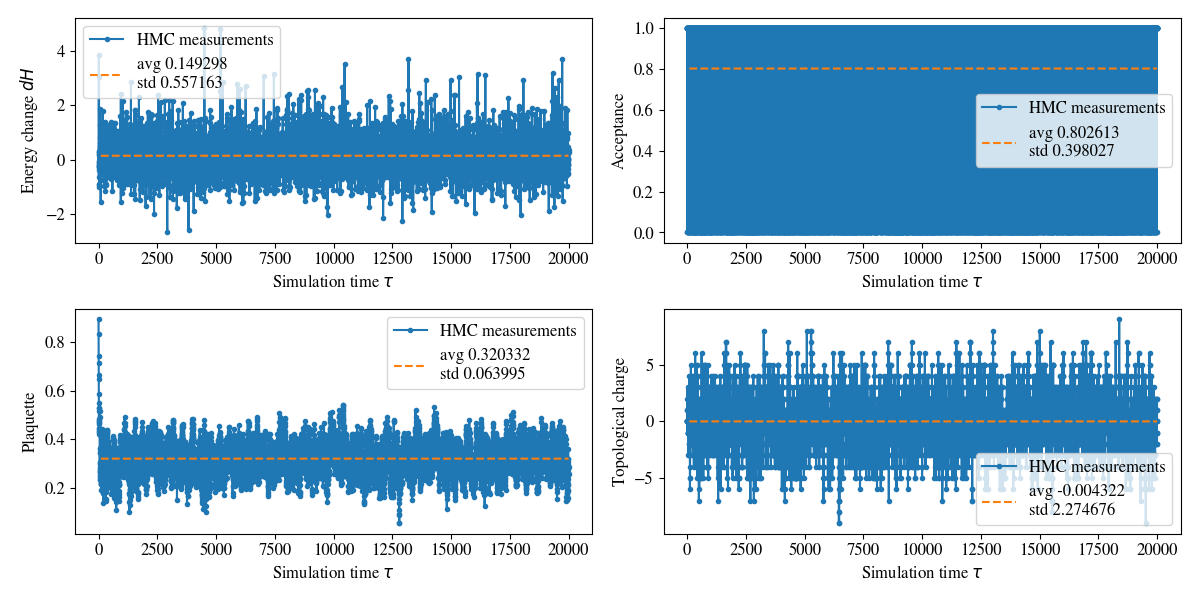 Energy change dH
4
2
0
−2
HMC measurements
avg 0.149298
std 0.557163
0 2500 5000 7500 10000 12500 15000 17500 20000
Simulation time τ
Acceptance
1.0
0.8
0.6
0.4
0.2
0.0
HMC measurements
avg 0.802613
std 0.398027
0 2500 5000 7500 10000 12500 15000 17500 20000
Simulation time τ
Plaquette
0.8
0.6
0.4
0.2
HMC measurements
avg 0.320332
std 0.063995
0 2500 5000 7500 10000 12500 15000 17500 20000
Simulation time τ
Topological charge
5
0
−5
HMC measurements
avg -0.004322
std 2.274676
0 2500 5000 7500 10000 12500 15000 17500 20000
Simulation time τ